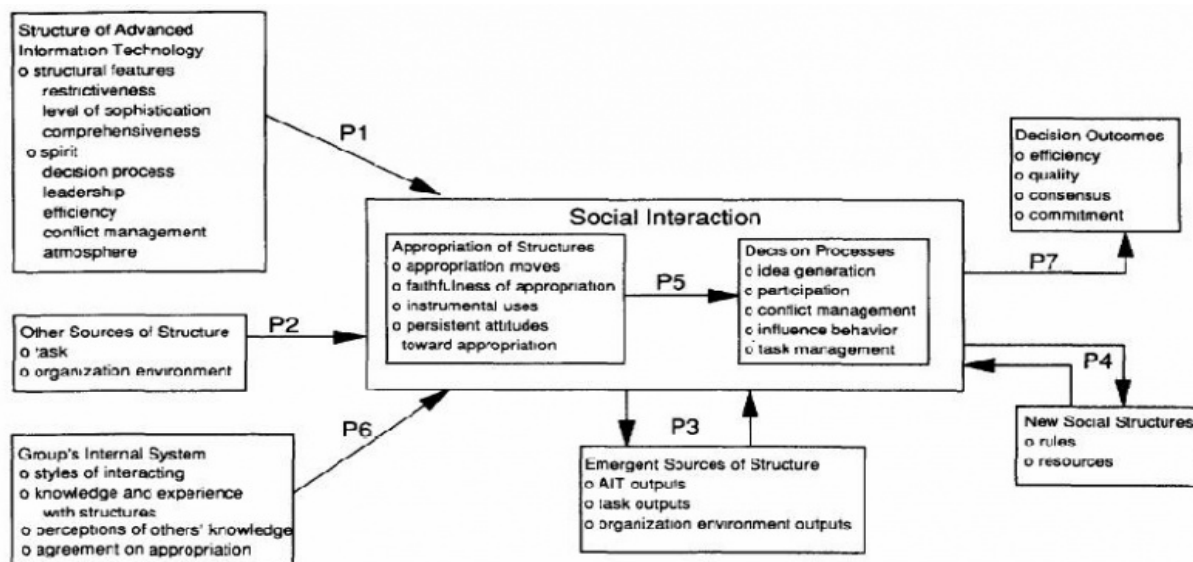 Structure of Advanced
Information Technology
o structural features
restrictiveness
level of sophistication
comprehensiveness
o spirit
decision process
leadership
efficiency
conflict management
atmosphere
P1
Other Sources of Structure
o task
o organization environment
P2
Group's Internal System
o styles of interacting
o knowledge and experience
with structures
o perceptions of others' knowledge
o agreement on appropriation
P6
Social Interaction
Appropriation of Structures
o appropriation moves
o faithfulness of appropriation
o instrumental uses
o persistent attitudes
toward appropriation
P5
Decision Processes
o idea generation
o participation
o conflict management
o influence behavior
o task management
P3
Emergent Sources of Structure
o AIT outputs
o task outputs
o organization environment outputs
Decision Outcomes
o efficiency
o quality
o consensus
o commitment
P7
P4
New Social Structures
o rules
o resources